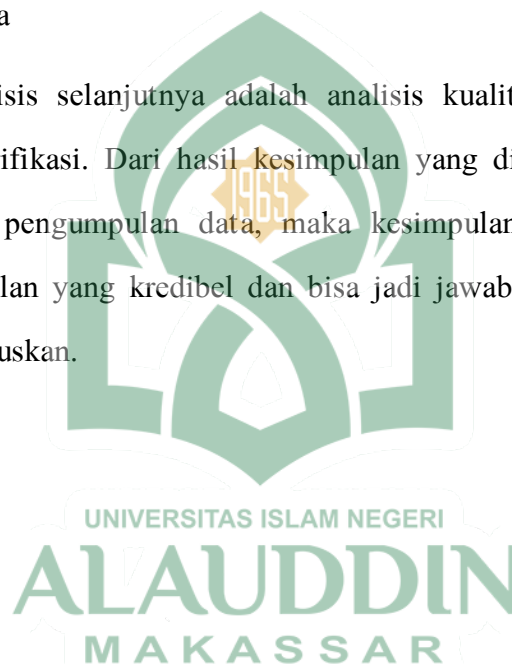 a
isis selanjutnya adalah analisis kualit
rifikasi. Dari hasil kesimpulan yang di
pengumpulan data, maka kesimpulan
lan yang kredibel dan bisa jadi jawab
uskan.
1965
UNIVERSITAS ISLAM NEGERI
ALAUDDIN
MAKASSAR